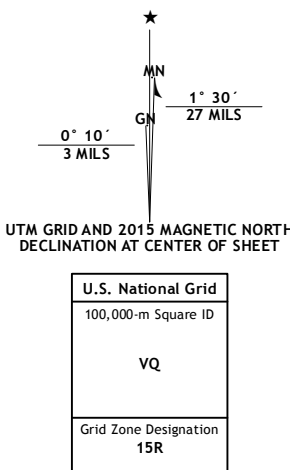 ★
MN
1° 30´
27 MILS
GN
0° 10´
3 MILS
UTM GRID AND 2015 MAGNETIC NORTH
DECLINATION AT CENTER OF SHEET
U.S. National Grid
100,000-m Square ID
VQ
Grid Zone Designation
15R